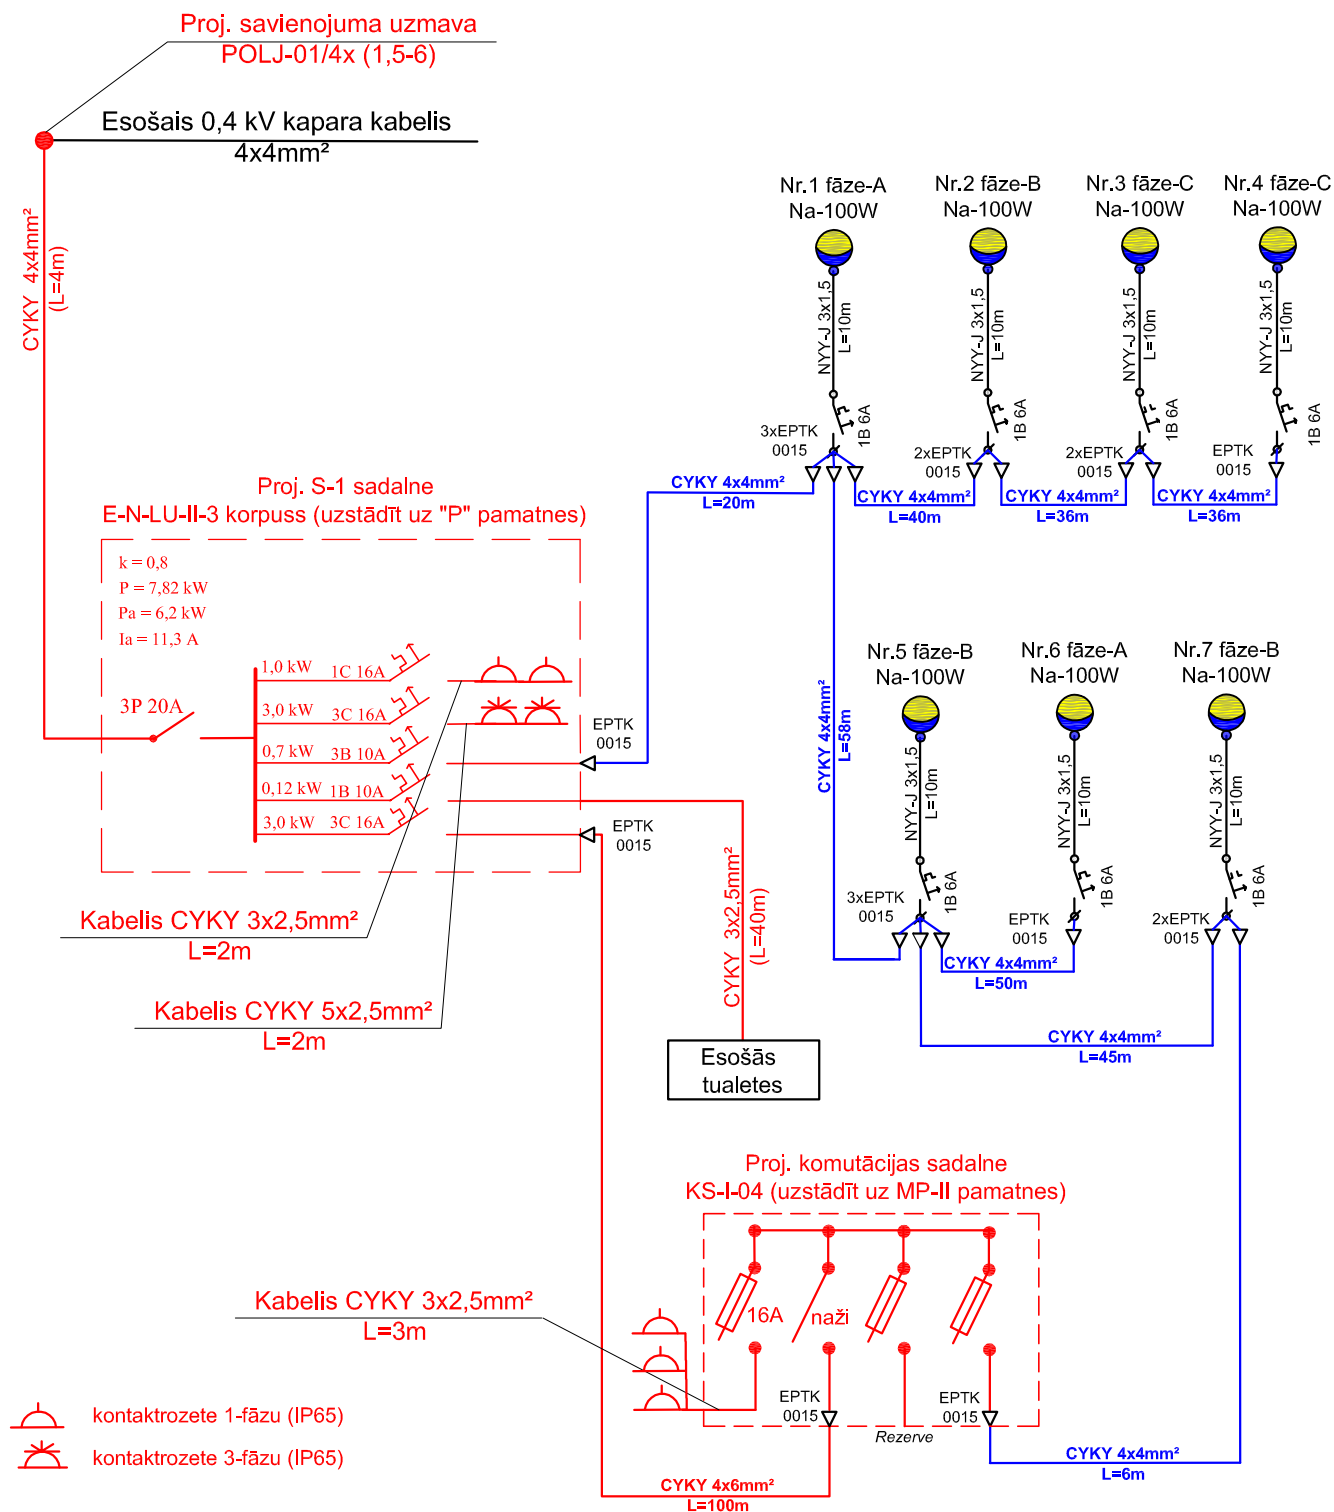 Proj. savienojuma uzmava
POLJ-01/4x (1,5-6)
Esošais 0,4 kV kapara kabelis
4x4mm²
CYKY 4x4mm²
(L=4m)
Nr.1 fāze-A
Na-100W
Nr.2 fāze-B
Na-100W
Nr.3 fāze-C
Na-100W
Nr.4 fāze-C
Na-100W
NYY-J 3x1,5
L=10m
NYY-J 3x1,5
L=10m
NYY-J 3x1,5
L=10m
NYY-J 3x1,5
L=10m
1B 6A
1B 6A
1B 6A
1B 6A
3xEPTK
0015
2xEPTK
0015
2xEPTK
0015
EPTK
0015
CYKY 4x4mm²
L=20m
CYKY 4x4mm²
L=40m
CYKY 4x4mm²
L=36m
CYKY 4x4mm²
L=36m
Proj. S-1 sadalne
E-N-LU-II-3 korpuss (uzstādīt uz "P" pamatnes)
k = 0,8
P = 7,82 kW
Pa = 6,2 kW
Ia = 11,3 A
3P 20A
1,0 kW 1C 16A
3,0 kW 3C 16A
0,7 kW 3B 10A
0,12 kW 1B 10A
3,0 kW 3C 16A
EPTK
0015
EPTK
0015
CYKY 4x4mm²
L=58m
Nr.5 fāze-B
Na-100W
Nr.6 fāze-A
Na-100W
Nr.7 fāze-B
Na-100W
NYY-J 3x1,5
L=10m
NYY-J 3x1,5
L=10m
NYY-J 3x1,5
L=10m
1B 6A
1B 6A
1B 6A
3xEPTK
0015
EPTK
0015
2xEPTK
0015
CYKY 4x4mm²
L=50m
CYKY 4x4mm²
L=45m
Kabelis CYKY 3x2,5mm²
L=2m
Kabelis CYKY 5x2,5mm²
L=2m
CYKY 3x2,5mm²
(L=40m)
Esošās
tualetes
Proj. komutācijas sadalne
KS-I-04 (uzstādīt uz MP-II pamatnes)
16A
naži
Kabelis CYKY 3x2,5mm²
L=3m
EPTK
0015
EPTK
0015
Rezerve
kontaktrozete 1-fāzu (IP65)
kontaktrozete 3-fāzu (IP65)
CYKY 4x6mm²
L=100m
CYKY 4x4mm²
L=6m